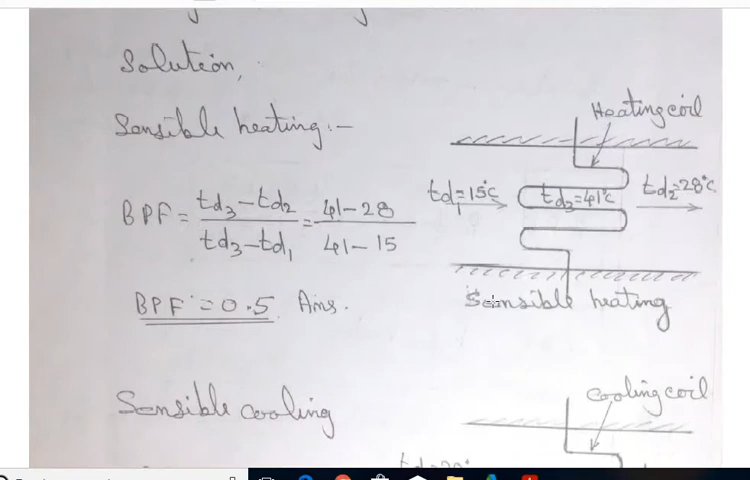 Solution,
Sensible heating :-
Heating coil
td1=15°C
td3=41°C
td2=28°C
BPF = td3-td2 / td3-td1 = 41-28 / 41-15
BPF = 0.5 Ans.
Sensible heating
Sensible cooling
cooling coil